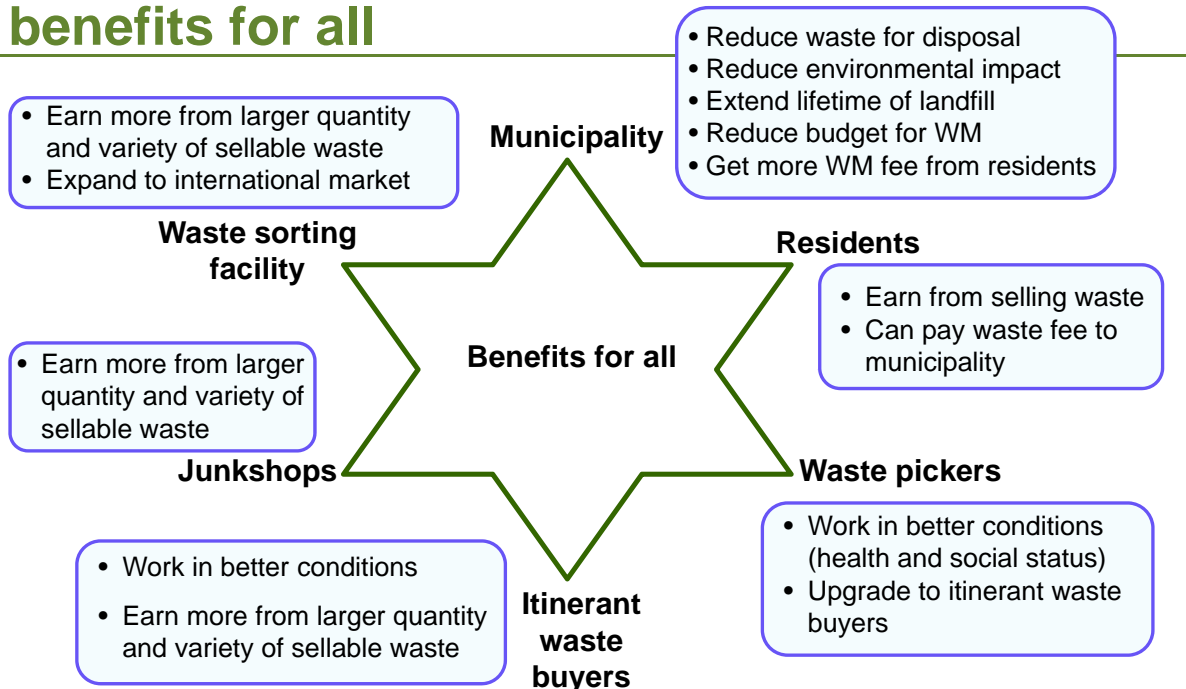 benefits for all
• Reduce waste for disposal
• Reduce environmental impact
• Extend lifetime of landfill
• Reduce budget for WM
• Get more WM fee from residents
• Earn more from larger quantity
and variety of sellable waste
• Expand to international market
Municipality
Waste sorting
facility
Residents
• Earn from selling waste
• Can pay waste fee to
municipality
Benefits for all
• Earn more from larger
quantity and variety of
sellable waste
Junkshops
Waste pickers
• Work in better conditions
(health and social status)
• Upgrade to itinerant waste
buyers
• Work in better conditions
• Earn more from larger quantity
and variety of sellable waste
Itinerant
waste
buyers